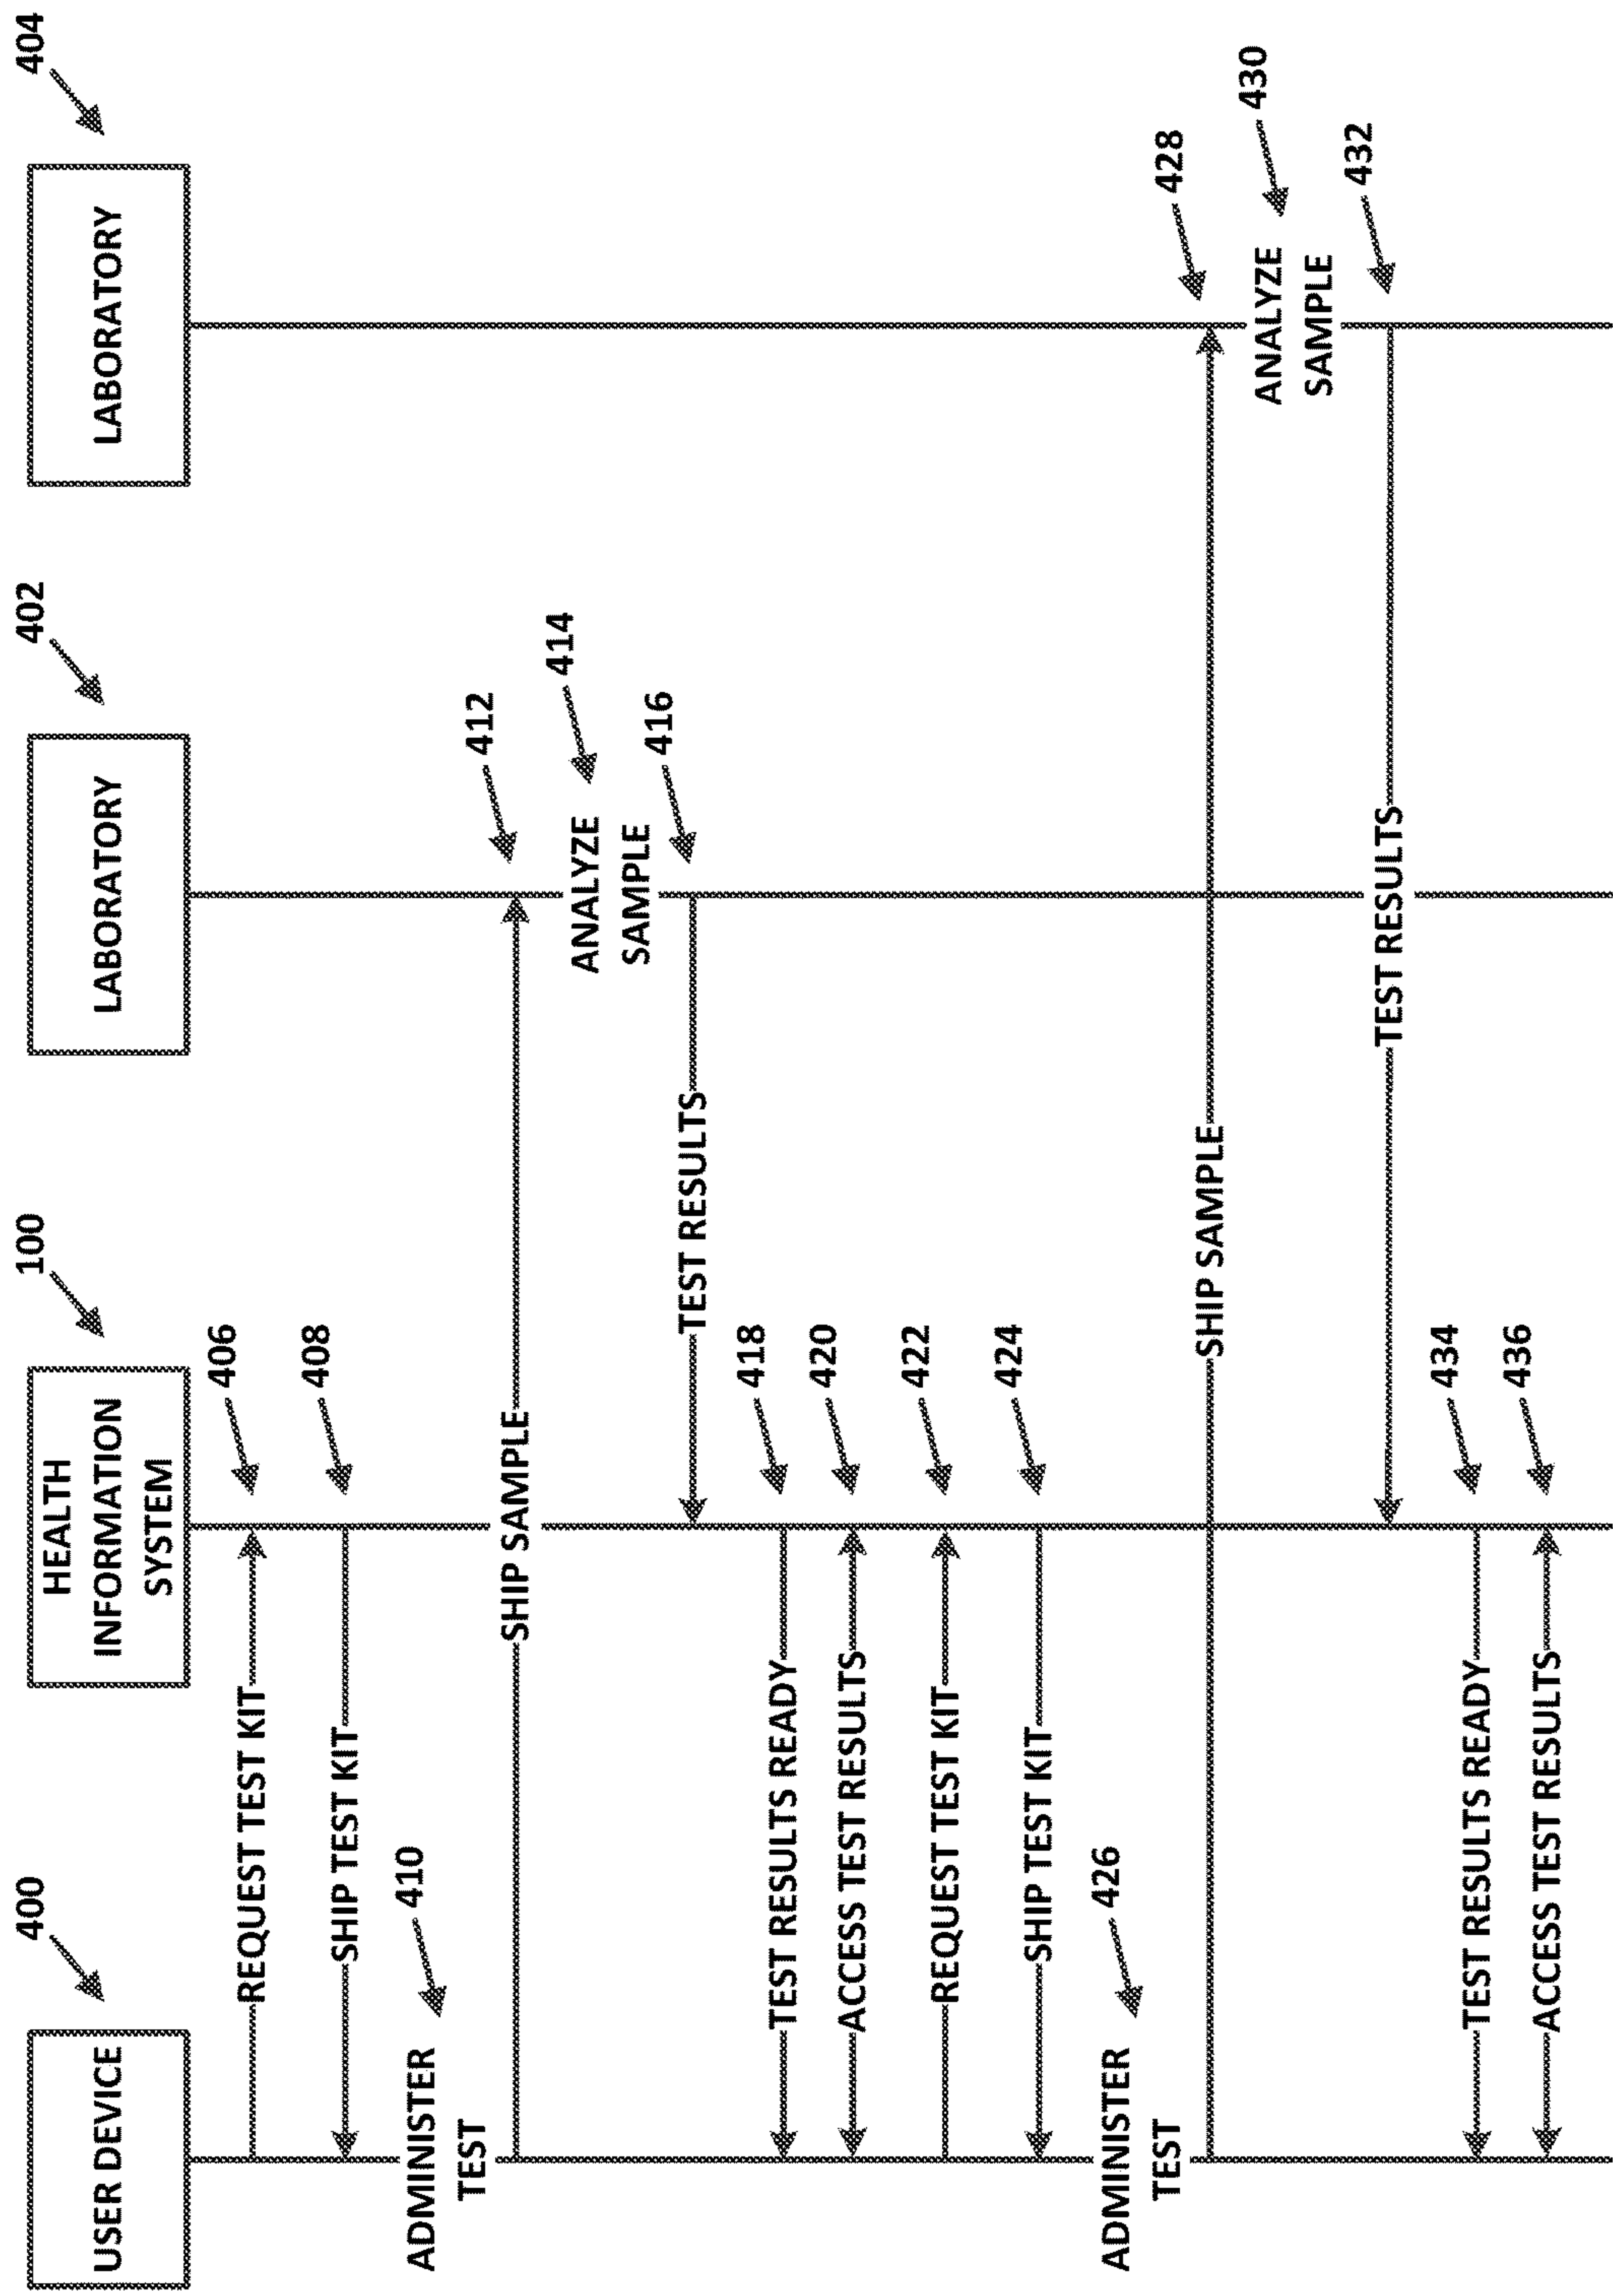 400
100
402
404
USER DEVICE
HEALTH
INFORMATION
SYSTEM
LABORATORY
LABORATORY
REQUEST TEST KIT
406
SHIP TEST KIT
408
ADMINISTER
TEST
410
SHIP SAMPLE
412
ANALYZE
SAMPLE
414
TEST RESULTS
416
TEST RESULTS READY
418
ACCESS TEST RESULTS
420
REQUEST TEST KIT
422
SHIP TEST KIT
424
ADMINISTER
TEST
426
SHIP SAMPLE
428
ANALYZE
SAMPLE
430
TEST RESULTS
432
TEST RESULTS READY
434
ACCESS TEST RESULTS
436